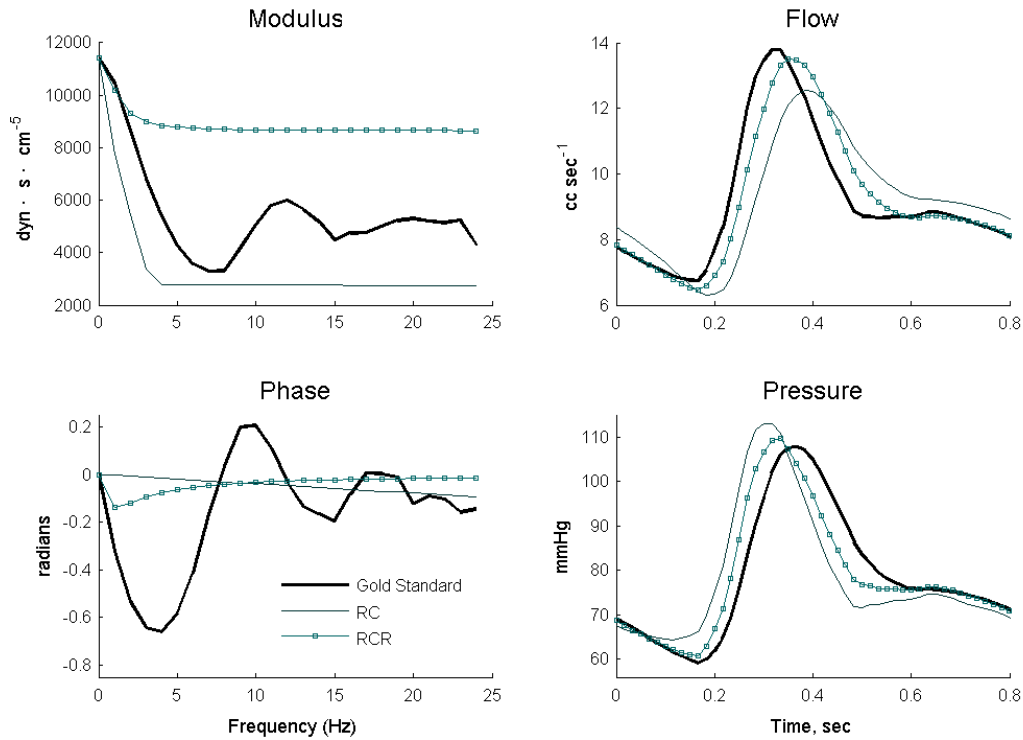 Modulus
12000
10000
8000
6000
4000
2000
dyn · s · cm-5
0 5 10 15 20 25
Flow
14
12
10
8
6
cc sec-1
0 0.2 0.4 0.6 0.8
Phase
0.2
0
-0.2
-0.4
-0.6
-0.8
radians
Gold Standard
RC
RCR
0 5 10 15 20 25
Frequency (Hz)
Pressure
110
100
90
80
70
60
mmHg
0 0.2 0.4 0.6 0.8
Time, sec